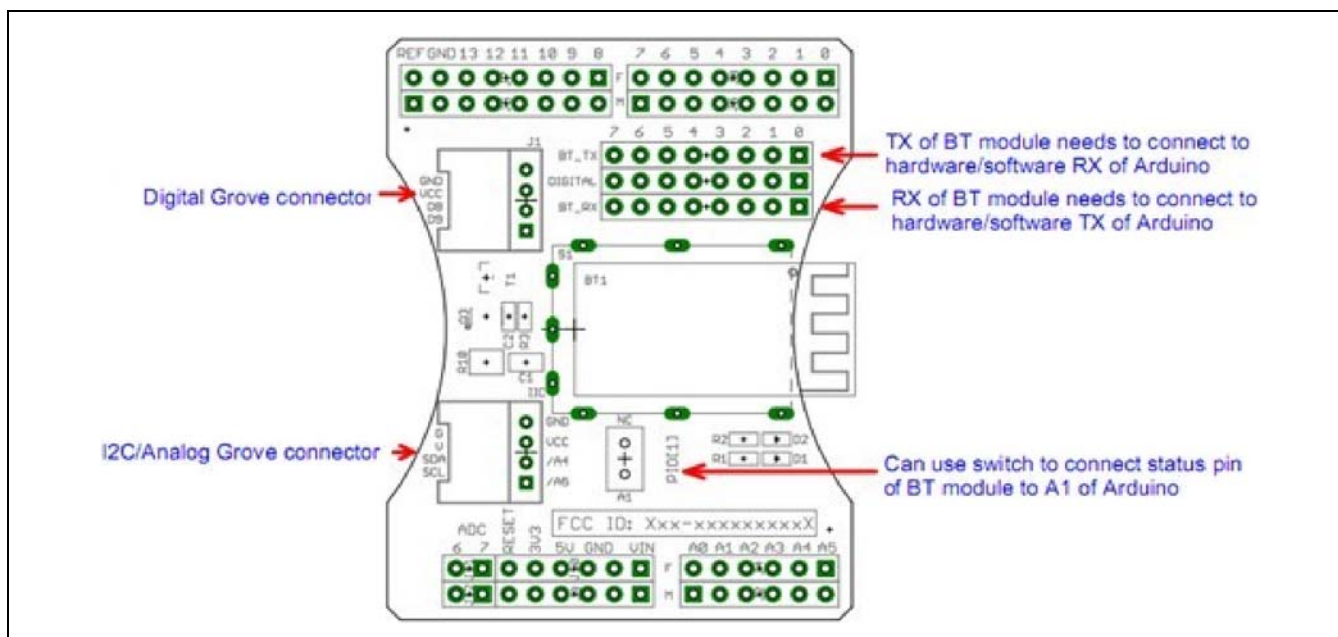 REF GND 13 12 11 10 9 8
7 6 5 4 3 2 1 0
F
M
J1
7 6 5 4 3 2 1 0
BT_TX
DIGITAL
BT_RX
TX of BT module needs to connect to
hardware/software RX of Arduino
RX of BT module needs to connect to
hardware/software TX of Arduino
Digital Grove connector
GND
VCC
D8
D9
S1
BT1
T1
C2
R3
R10
C1
IIC
I2C/Analog Grove connector
SDA
SCL
GND
VCC
/A4
NC
A1
PIO[1]
R2
D2
R1
D1
Can use switch to connect status pin
of BT module to A1 of Arduino
FCC ID: Xxx-xxxxxxxxxX
ADC
6 7 RESET 3V3 5V GND VIN
A0 A1 A2 A3 A4 A5
F
M